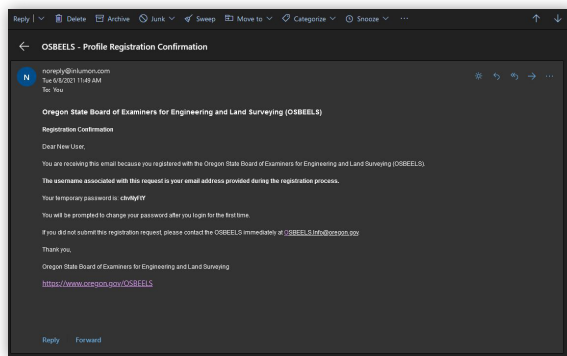 Reply Delete Archive Junk Sweep Move to Categorize Snooze ...
OSBEELS - Profile Registration Confirmation
N
noreply@inlumon.com
Tue 6/8/2021 11:49 AM
To: You
Oregon State Board of Examiners for Engineering and Land Surveying (OSBEELS)
Registration Confirmation
Dear New User,
You are receiving this email because you registered with the Oregon State Board of Examiners for Engineering and Land Surveying (OSBEELS).
The username associated with this request is your email address provided during the registration process.
Your temporary password is:
You will be prompted to change your password after you login for the first time.
If you did not submit this registration request, please contact the OSBEELS immediately at OSBEELS.Info@oregon.gov.
Thank you,
Oregon State Board of Examiners for Engineering and Land Surveying
https://www.oregon.gov/OSBEELS
Reply Forward